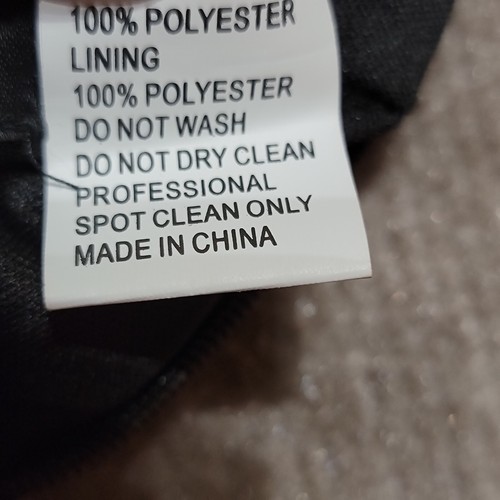 100% POLYESTER
LINING
100% POLYESTER
DO NOT WASH
DO NOT DRY CLEAN
PROFESSIONAL
SPOT CLEAN ONLY
MADE IN CHINA